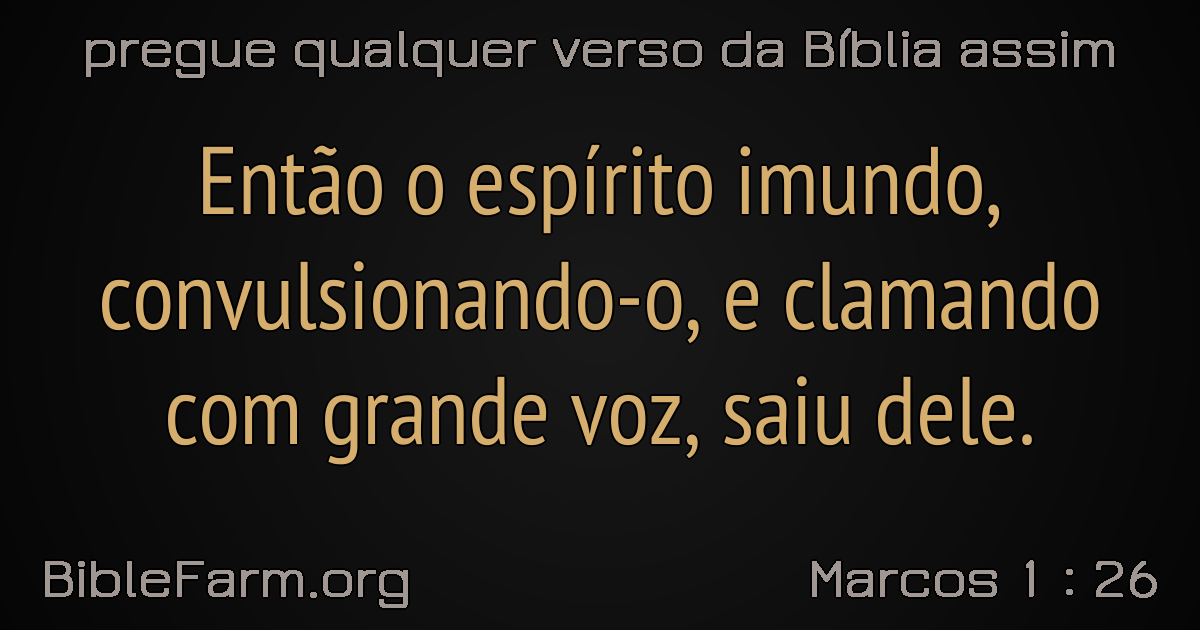 pregue qualquer verso da Bíblia assim
Então o espírito imundo,
convulsionando-o, e clamando
com grande voz, saiu dele.
BibleFarm.org
Marcos 1 : 26